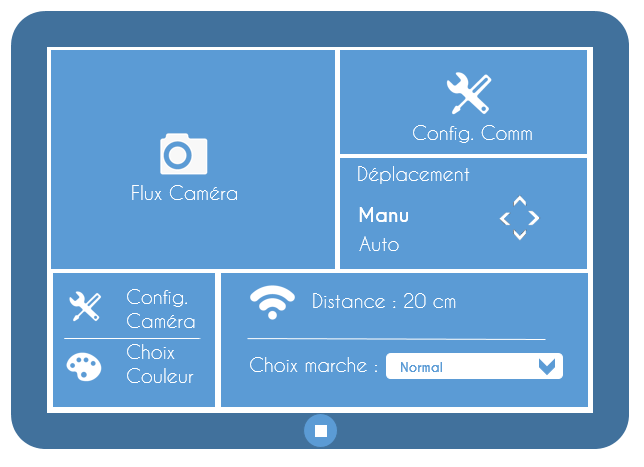 Flux Caméra
Config. Comm
Déplacement
Manu
Auto
Config.
Caméra
Choix
Couleur
Distance : 20 cm
Choix marche : Normal